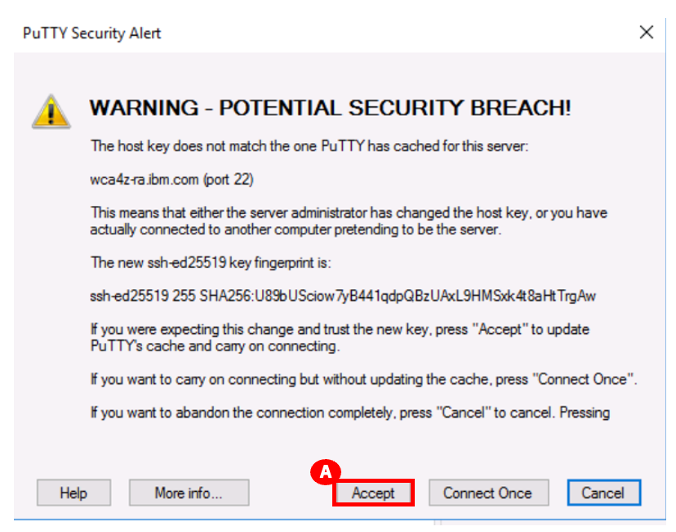 PuTTY Security Alert
WARNING - POTENTIAL SECURITY BREACH!
The host key does not match the one PuTTY has cached for this server:
wca4z-ra.ibm.com (port 22)
This means that either the server administrator has changed the host key, or you have
actually connected to another computer pretending to be the server.
The new ssh-ed25519 key fingerprint is:
ssh-ed25519 255 SHA256:U89bUSciow7yB441qdpQBzUAxL9HMSxk4t8aHtTrgAw
If you were expecting this change and trust the new key, press "Accept" to update
PuTTY's cache and carry on connecting.
If you want to carry on connecting but without updating the cache, press "Connect Once".
If you want to abandon the connection completely, press "Cancel" to cancel. Pressing
A
Help More info... Accept Connect Once Cancel